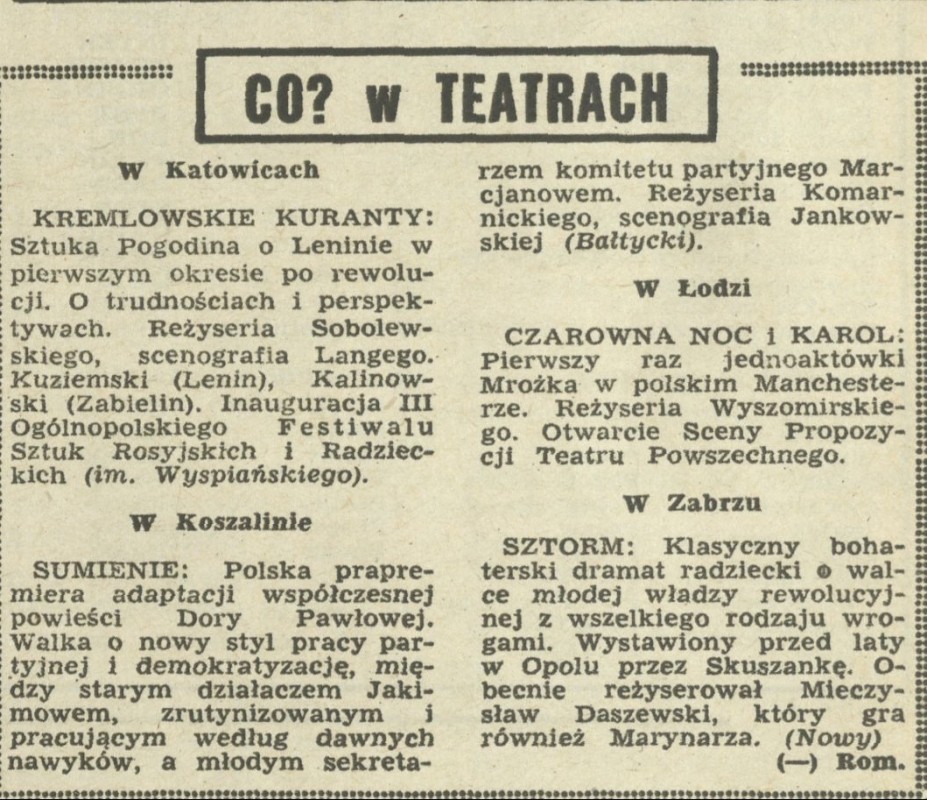 CO? w TEATRACH
W Katowicach
KREMLOWSKIE KURANTY:
Sztuka Pogodina o Leninie w
pierwszym okresie po rewolu-
cji. O trudnościach i perspek-
tywach. Reżyseria Sobolew-
skiego, scenografia Langego.
Kuziemski (Lenin), Kalinow-
ski (Zabielin). Inauguracja III
Ogólnopolskiego Festiwalu
Sztuk Rosyjskich i Radziec-
kich (im. Wyspiańskiego).
W Koszalinie
SUMIENIE: Polska prapre-
miera adaptacji współczesnej
powieści Dory Pawłowej.
Walka o nowy styl pracy par-
tyjnej i demokratyzację, mię-
dzy starym działaczem Jaki-
mowem, zrutynizowanym i
pracującym według dawnych
nawyków, a młodym sekreta-
rzem komitetu partyjnego Mar-
cjanowem. Reżyseria Komar-
nickiego, scenografia Jankow-
skiej (Bałtycki).
W Łodzi
CZAROWNA NOC i KAROL:
Pierwszy raz jednoaktówki
Mrożka w polskim Mancheste-
rze. Reżyseria Wyszomirskie-
go. Otwarcie Sceny Propozy-
cji Teatru Powszechnego.
W Zabrzu
SZTORM: Klasyczny boha-
terski dramat radziecki o wal-
ce młodej władzy rewolucyj-
nej z wszelkiego rodzaju wro-
gami. Wystawiony przed laty
w Opolu przez Skuszankę. O-
becnie reżyserował Mieczy-
sław Daszewski, który gra
również Marynarza. (Nowy)
(—) Rom.